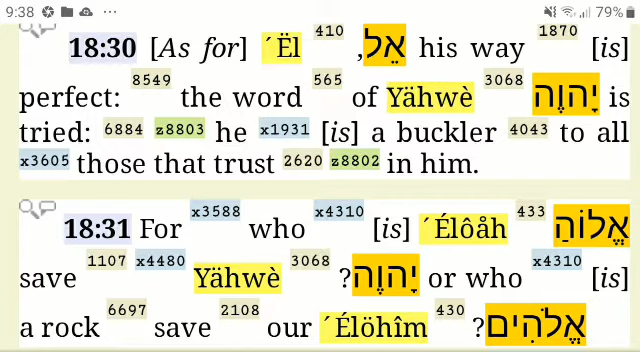 9:38 ... 79%
18:30 [As for] ´Ël 410 אֵל, his way 1870 [is]
perfect: 8549 the word 565 of Yähwè 3068 יָהוֶה is
tried: 6884 z8803 he x1931 [is] a buckler 4043 to all
x3605 those that trust 2620 z8802 in him.
18:31 For x3588 who x4310 [is] ´Élôåh 433 אֱלוֹהַּ
save 1107 x4480 Yähwè 3068 יָהוֶה? or who x4310 [is]
a rock 6697 save 2108 our ´Élöhîm 430 אֱלֹהִים?